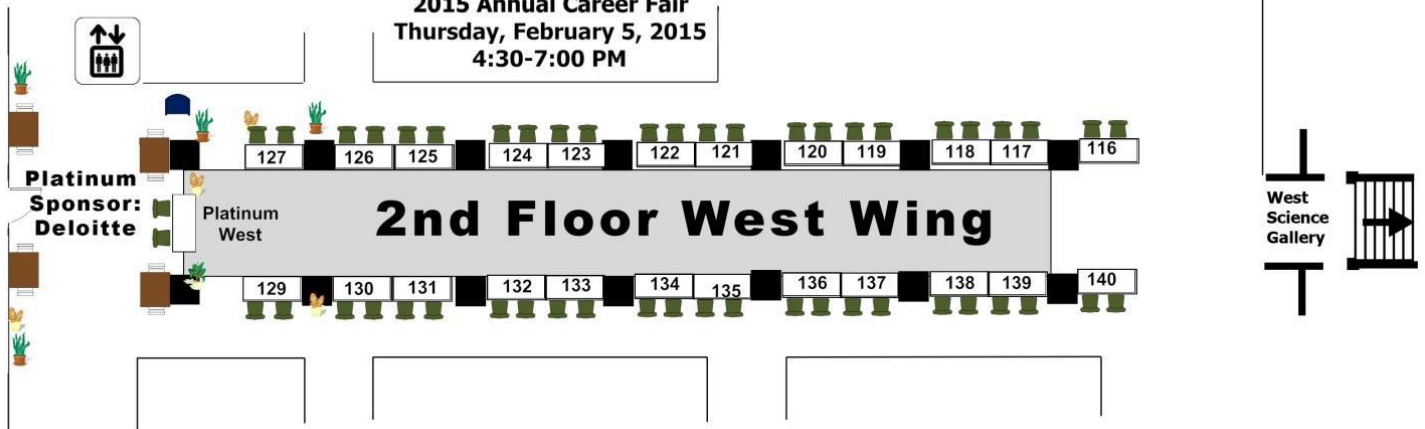 2015 Annual Career Fair
Thursday, February 5, 2015
4:30-7:00 PM
127 126 125 124 123 122 121 120 119 118 117 116
Platinum
Sponsor:
Deloitte
Platinum
West
2nd Floor West Wing
West
Science
Gallery
129 130 131 132 133 134 135 136 137 138 139 140